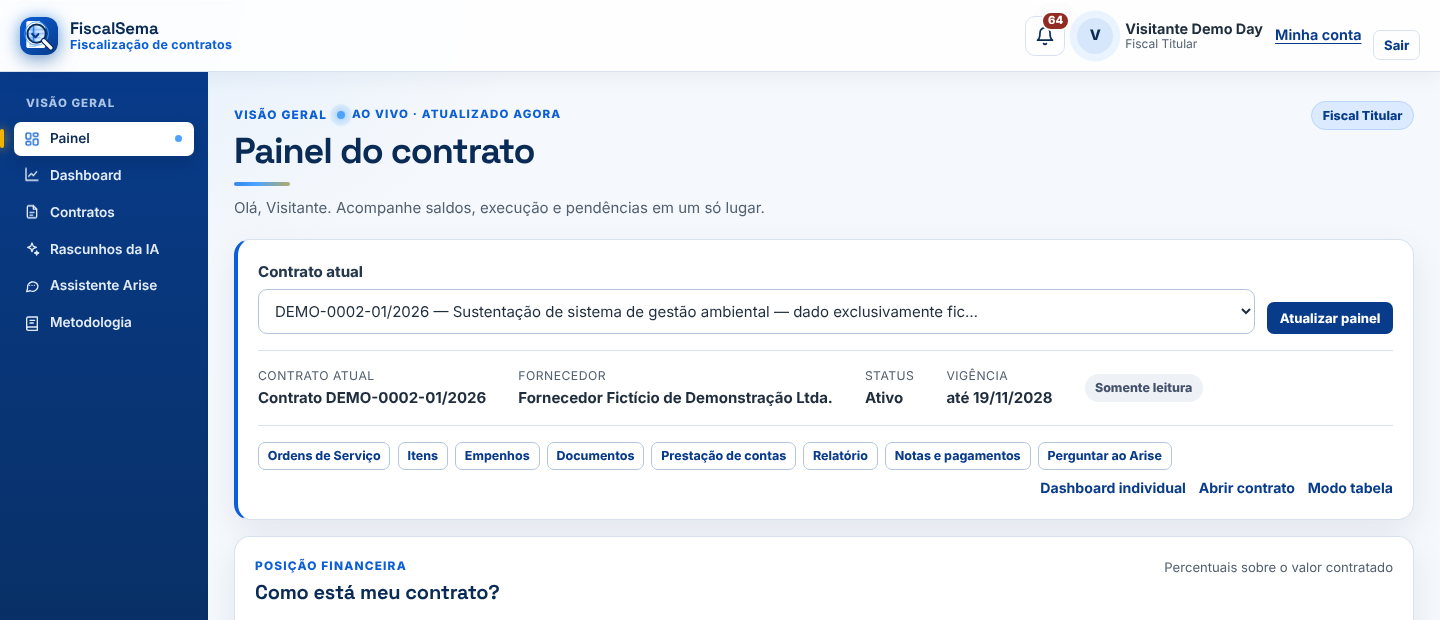 FiscalSema
Fiscalização de contratos
64
V
Visitante Demo Day
Fiscal Titular
Minha conta
Sair
VISÃO GERAL
Painel
Dashboard
Contratos
Rascunhos da IA
Assistente Arise
Metodologia
VISÃO GERAL AO VIVO · ATUALIZADO AGORA
Fiscal Titular
Painel do contrato
Olá, Visitante. Acompanhe saldos, execução e pendências em um só lugar.
Contrato atual
DEMO-0002-01/2026 — Sustentação de sistema de gestão ambiental — dado exclusivamente fic...
Atualizar painel
CONTRATO ATUAL
Contrato DEMO-0002-01/2026
FORNECEDOR
Fornecedor Fictício de Demonstração Ltda.
STATUS
Ativo
VIGÊNCIA
até 19/11/2028
Somente leitura
Ordens de Serviço
Itens
Empenhos
Documentos
Prestação de contas
Relatório
Notas e pagamentos
Perguntar ao Arise
Dashboard individual
Abrir contrato
Modo tabela
POSIÇÃO FINANCEIRA
Como está meu contrato?
Percentuais sobre o valor contratado